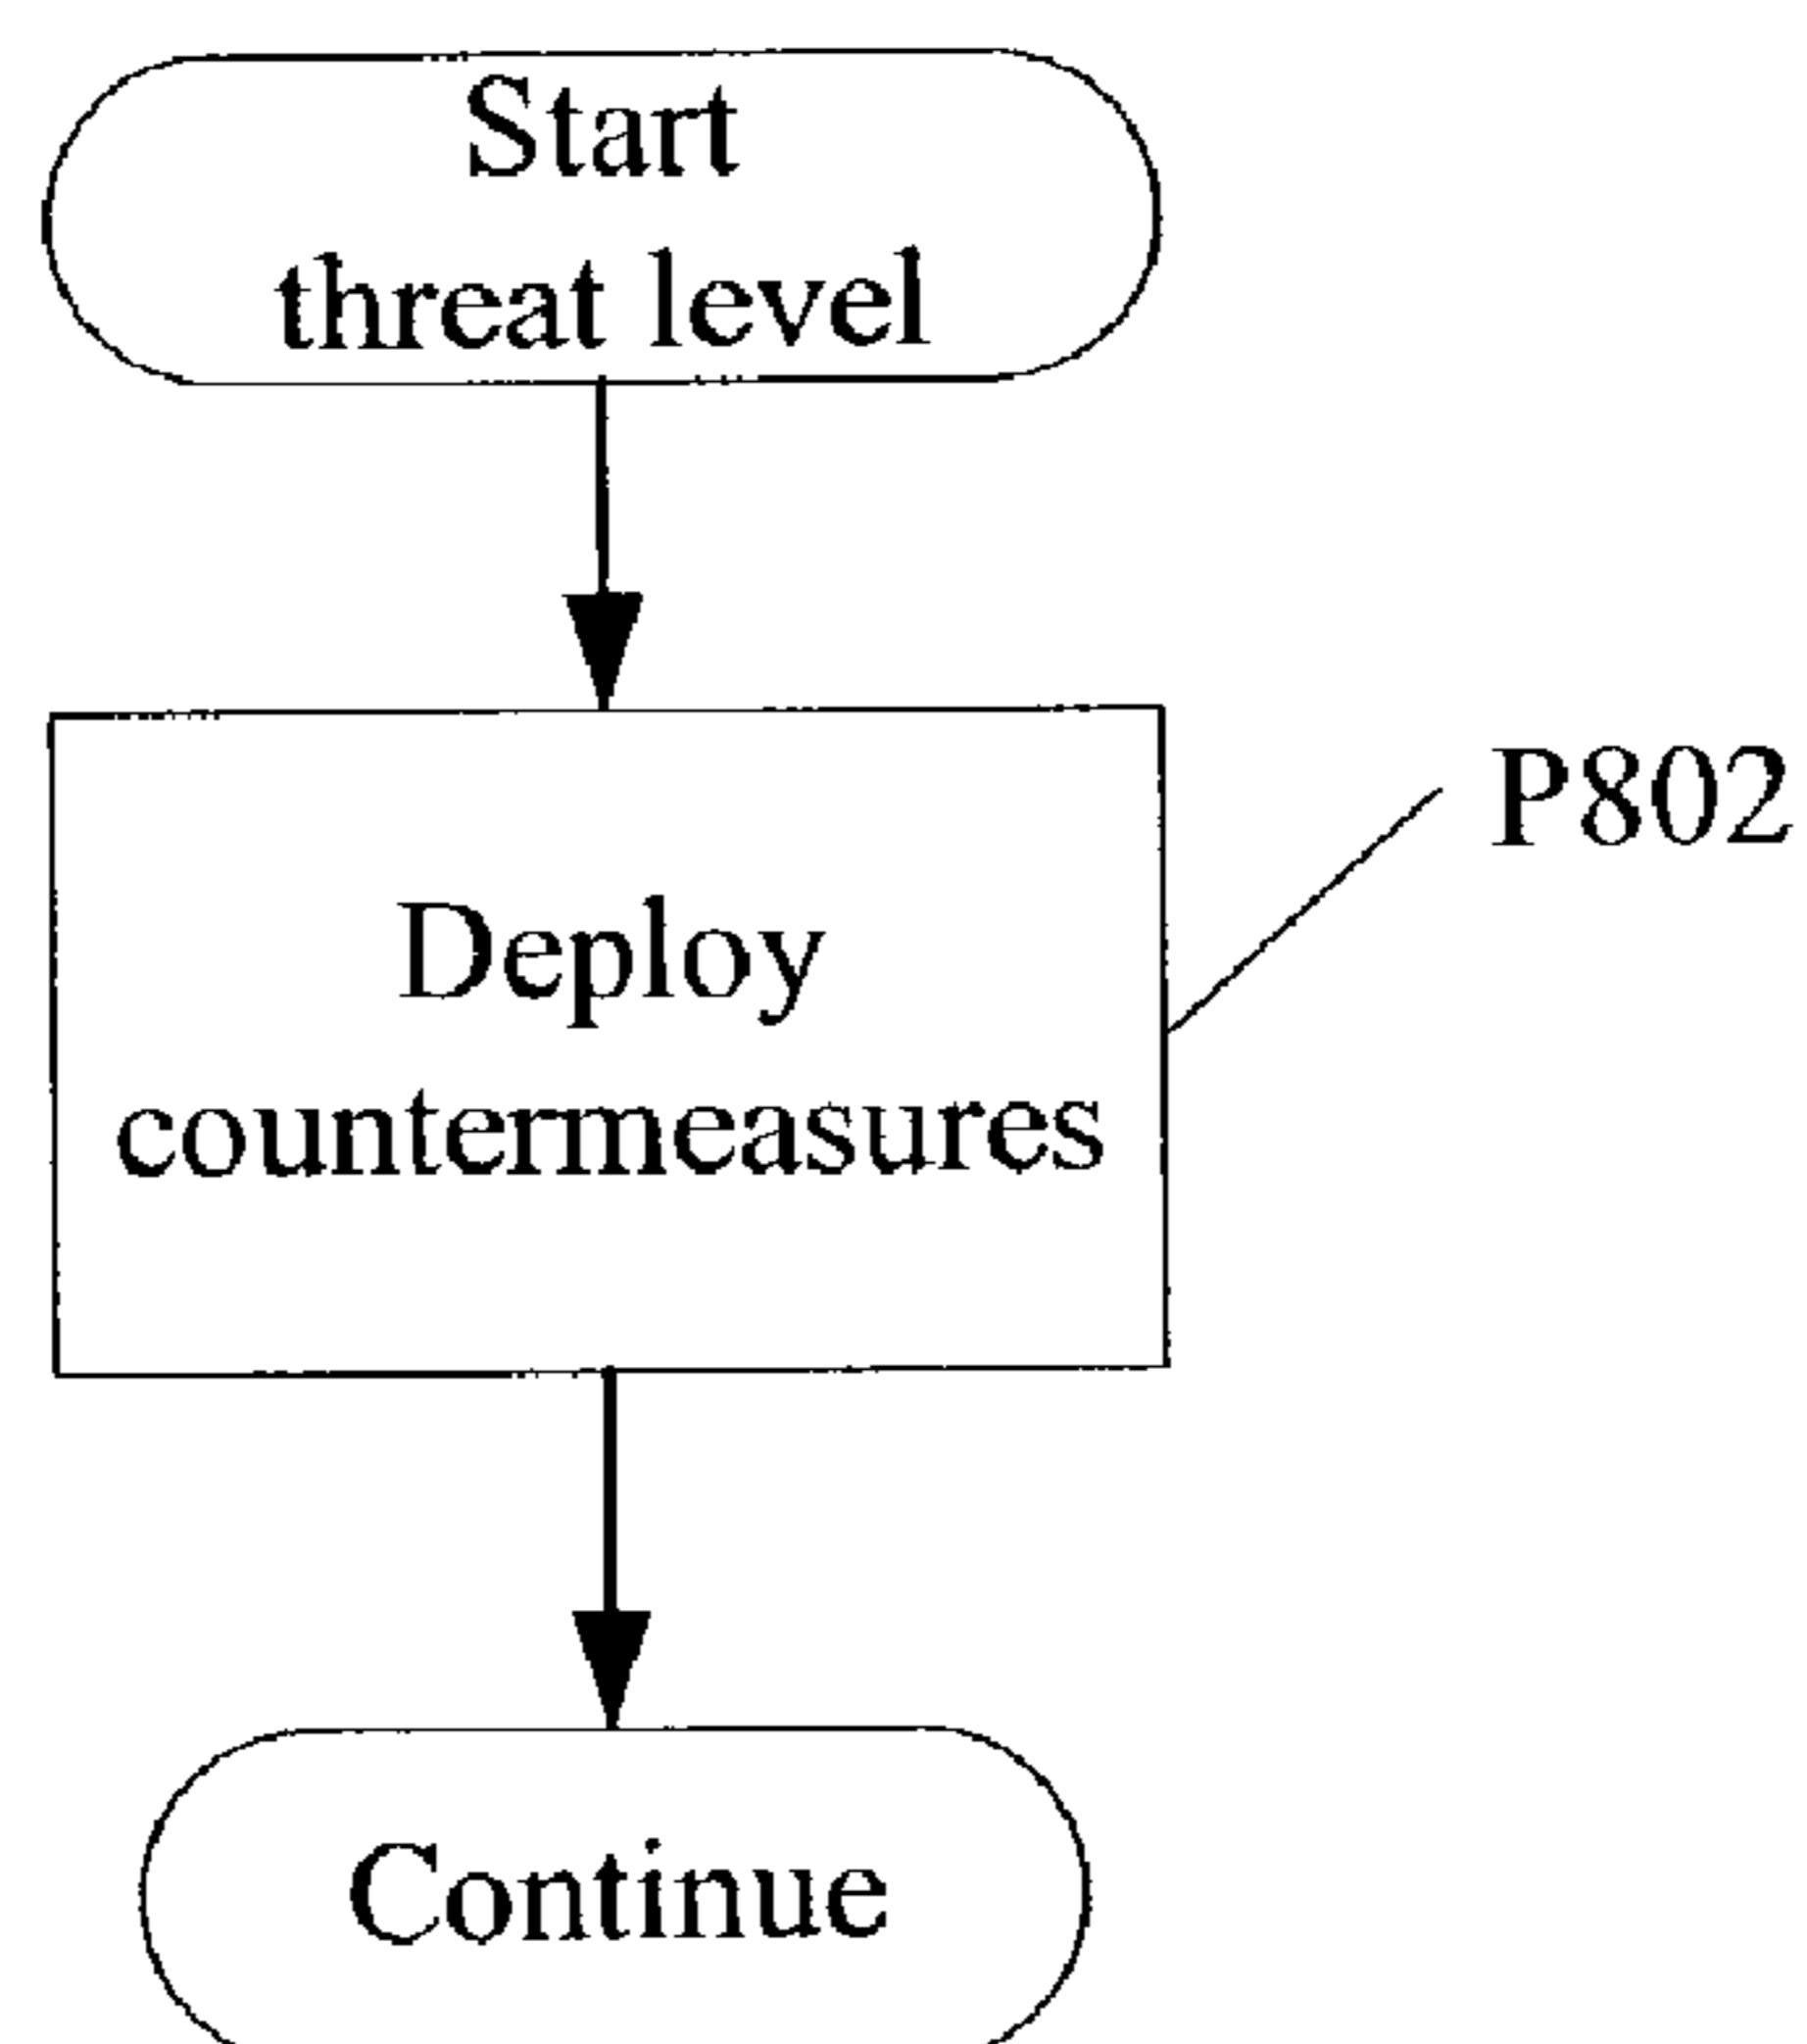 Start
threat level
P802
Deploy
countermeasures
Continue